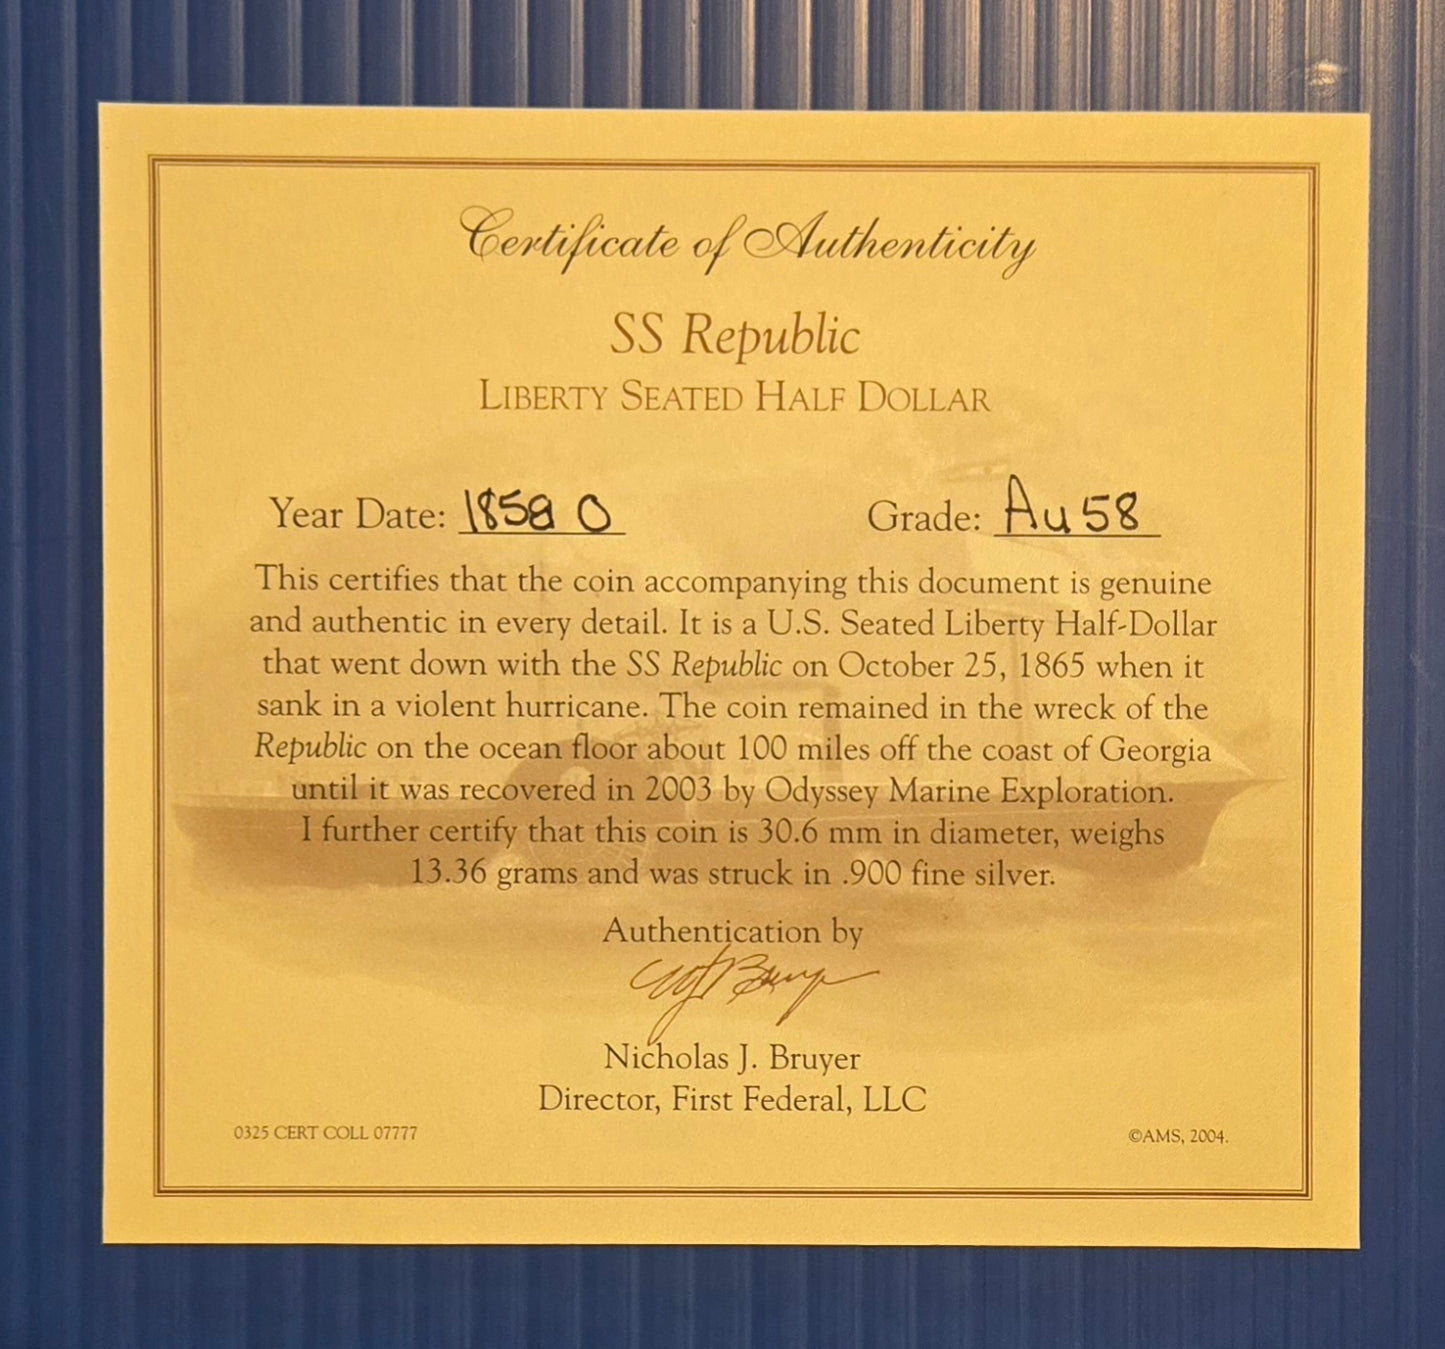 Certificate of Authenticity
SS Republic
LIBERTY SEATED HALF DOLLAR
Year Date: 1858 O Grade: Au58
This certifies that the coin accompanying this document is genuine
and authentic in every detail. It is a U.S. Seated Liberty Half-Dollar
that went down with the SS Republic on October 25, 1865 when it
sank in a violent hurricane. The coin remained in the wreck of the
Republic on the ocean floor about 100 miles off the coast of Georgia
until it was recovered in 2003 by Odyssey Marine Exploration.
I further certify that this coin is 30.6 mm in diameter, weighs
13.36 grams and was struck in .900 fine silver.
Authentication by
Nicholas J. Bruyer
Director, First Federal, LLC
0325 CERT COLL 07777 ©AMS, 2004.